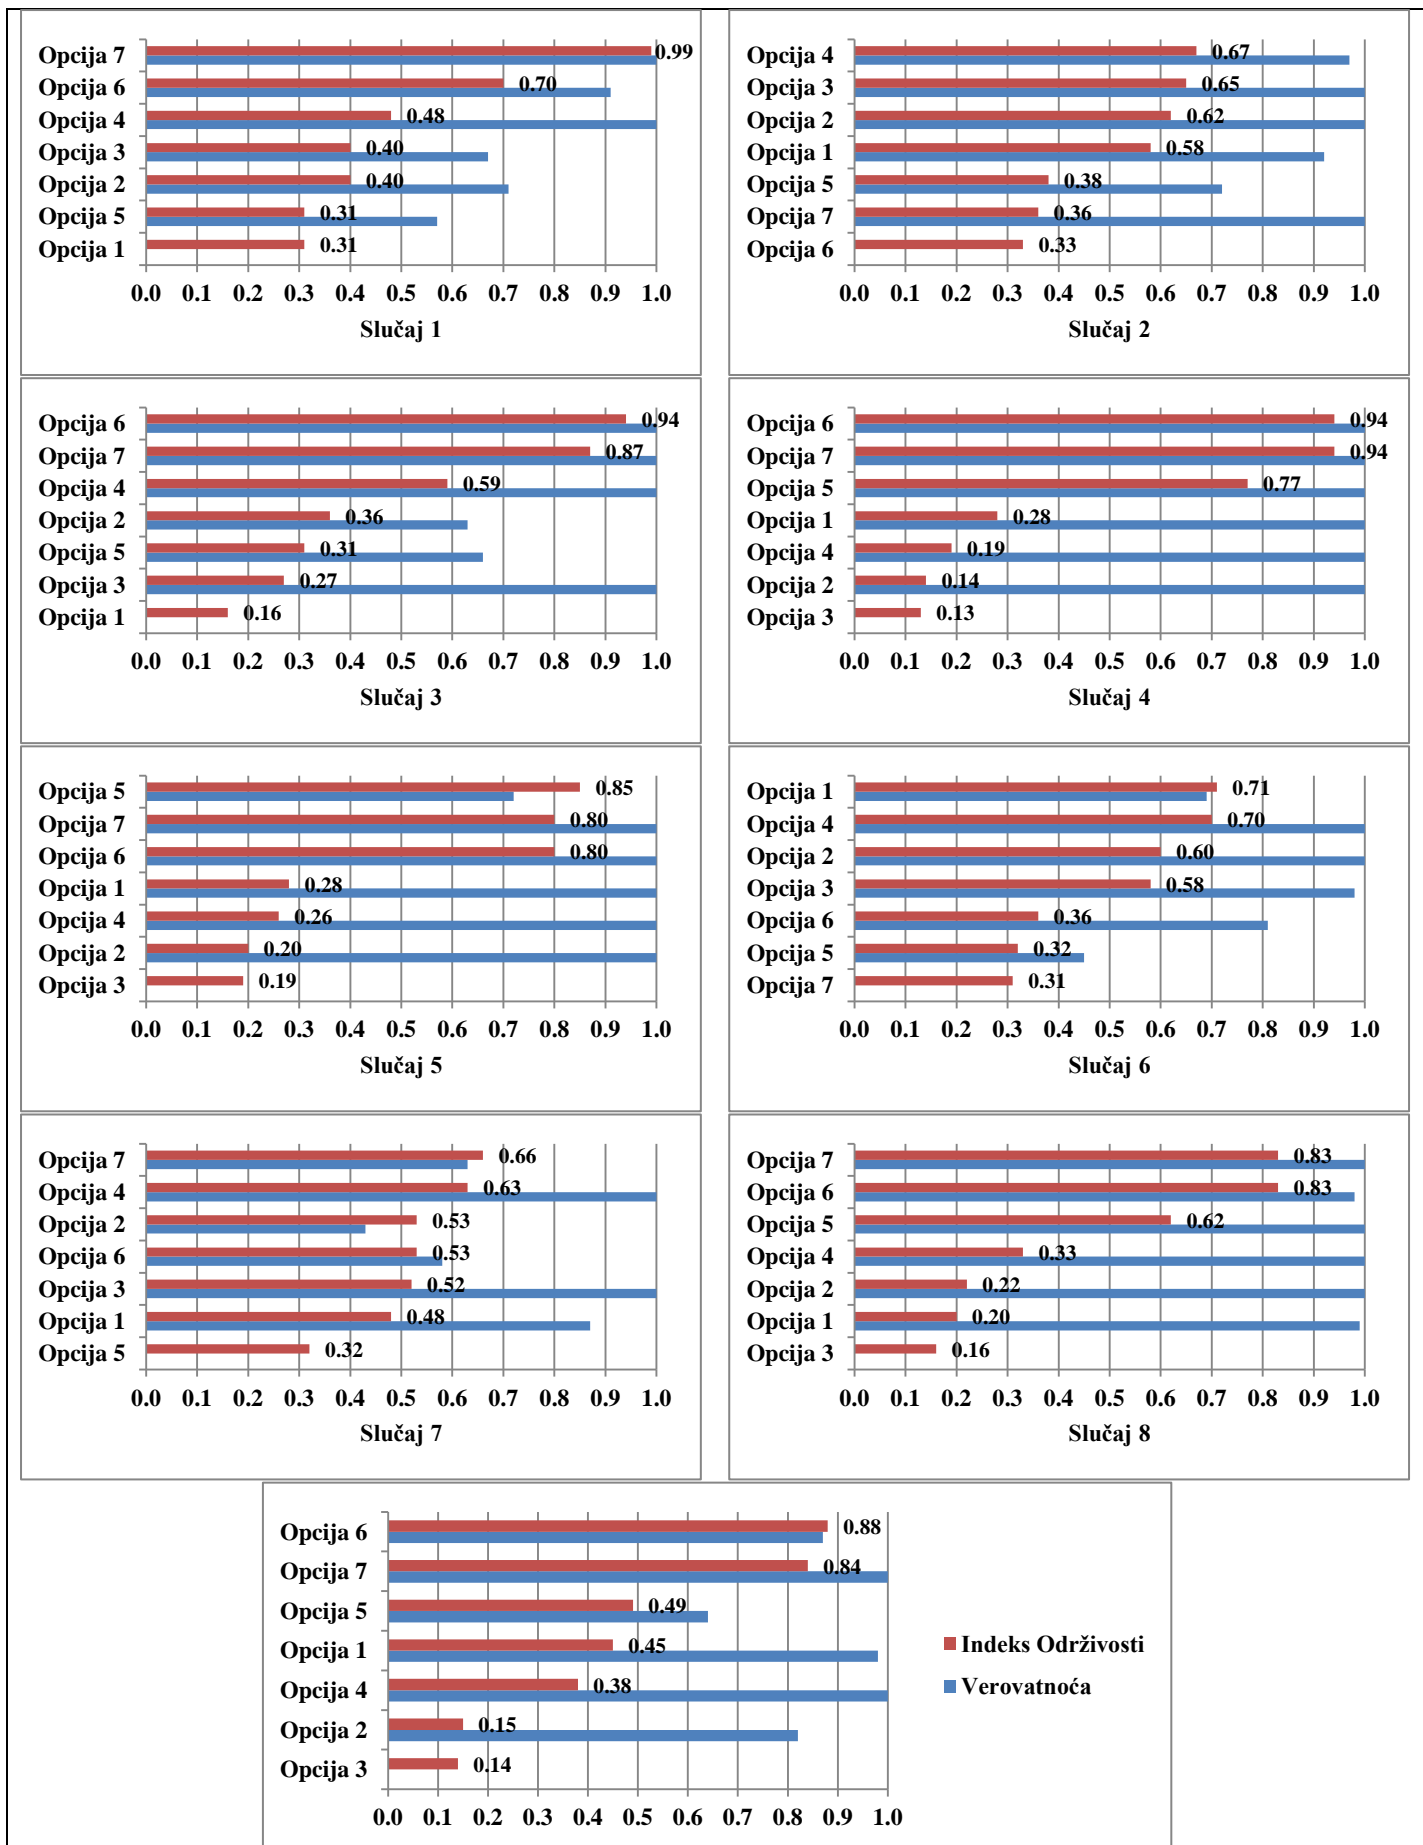 Opcija 7 0.99
Opcija 6 0.70
Opcija 4 0.48
Opcija 3 0.40
Opcija 2 0.40
Opcija 5 0.31
Opcija 1 0.31
0.0 0.1 0.2 0.3 0.4 0.5 0.6 0.7 0.8 0.9 1.0
Slučaj 1
Opcija 4 0.67
Opcija 3 0.65
Opcija 2 0.62
Opcija 1 0.58
Opcija 5 0.38
Opcija 7 0.36
Opcija 6 0.33
0.0 0.1 0.2 0.3 0.4 0.5 0.6 0.7 0.8 0.9 1.0
Slučaj 2
Opcija 6 0.94
Opcija 7 0.87
Opcija 4 0.59
Opcija 2 0.36
Opcija 5 0.31
Opcija 3 0.27
Opcija 1 0.16
0.0 0.1 0.2 0.3 0.4 0.5 0.6 0.7 0.8 0.9 1.0
Slučaj 3
Opcija 6 0.94
Opcija 7 0.94
Opcija 5 0.77
Opcija 1 0.28
Opcija 4 0.19
Opcija 2 0.14
Opcija 3 0.13
0.0 0.1 0.2 0.3 0.4 0.5 0.6 0.7 0.8 0.9 1.0
Slučaj 4
Opcija 5 0.85
Opcija 7 0.80
Opcija 6 0.80
Opcija 1 0.28
Opcija 4 0.26
Opcija 2 0.20
Opcija 3 0.19
0.0 0.1 0.2 0.3 0.4 0.5 0.6 0.7 0.8 0.9 1.0
Slučaj 5
Opcija 1 0.71
Opcija 4 0.70
Opcija 2 0.60
Opcija 3 0.58
Opcija 6 0.36
Opcija 5 0.32
Opcija 7 0.31
0.0 0.1 0.2 0.3 0.4 0.5 0.6 0.7 0.8 0.9 1.0
Slučaj 6
Opcija 7 0.66
Opcija 4 0.63
Opcija 2 0.53
Opcija 6 0.53
Opcija 3 0.52
Opcija 1 0.48
Opcija 5 0.32
0.0 0.1 0.2 0.3 0.4 0.5 0.6 0.7 0.8 0.9 1.0
Slučaj 7
Opcija 7 0.83
Opcija 6 0.83
Opcija 5 0.62
Opcija 4 0.33
Opcija 2 0.22
Opcija 1 0.20
Opcija 3 0.16
0.0 0.1 0.2 0.3 0.4 0.5 0.6 0.7 0.8 0.9 1.0
Slučaj 8
Opcija 6 0.88
Opcija 7 0.84
Opcija 5 0.49
Opcija 1 0.45
Opcija 4 0.38
Opcija 2 0.15
Opcija 3 0.14
0.0 0.1 0.2 0.3 0.4 0.5 0.6 0.7 0.8 0.9 1.0
Indeks Održivosti
Verovatnoća